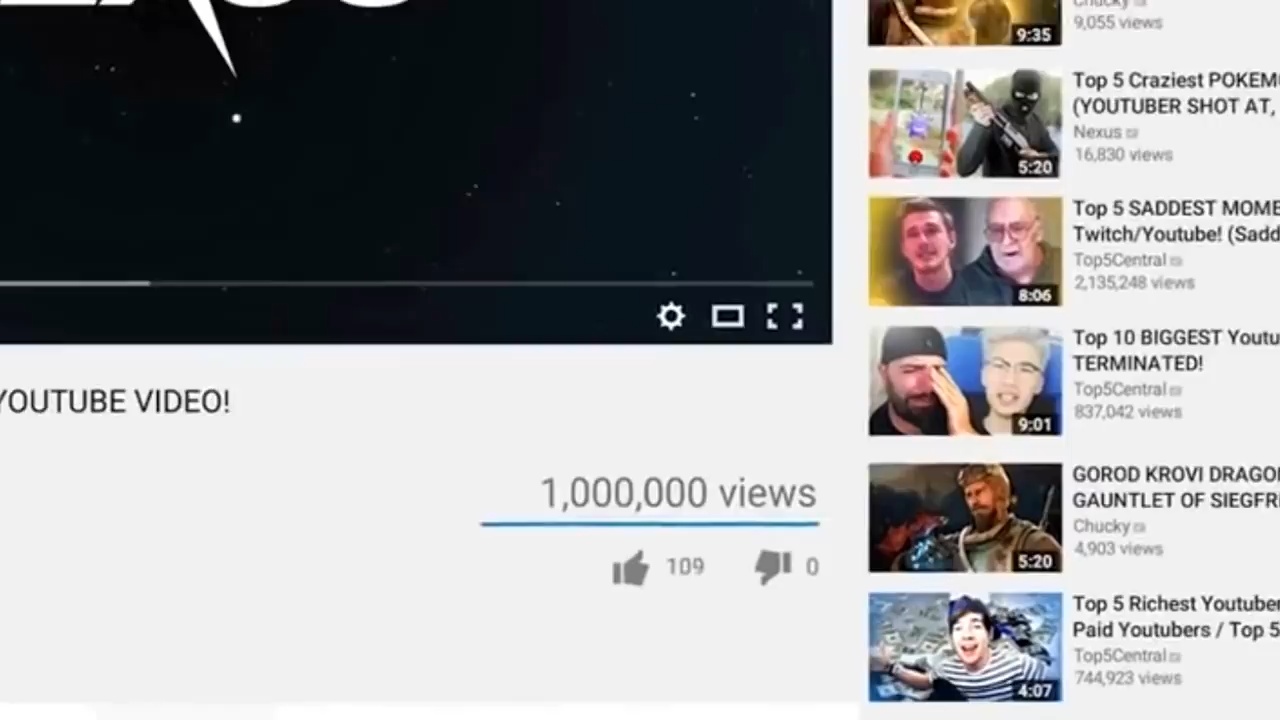 YOUTUBE VIDEO!
1,000,000 views
109
0
Chucky
9,055 views
9:35
Top 5 Craziest POKEM
(YOUTUBER SHOT AT,
Nexus
16,830 views
5:20
Top 5 SADDEST MOME
Twitch/Youtube! (Sadd
Top5Central
2,135,248 views
8:06
Top 10 BIGGEST Youtu
TERMINATED!
Top5Central
837,042 views
9:01
GOROD KROVI DRAGO
GAUNTLET OF SIEGFR
Chucky
4,903 views
5:20
Top 5 Richest Youtube
Paid Youtubers / Top 5
Top5Central
744,923 views
4:07